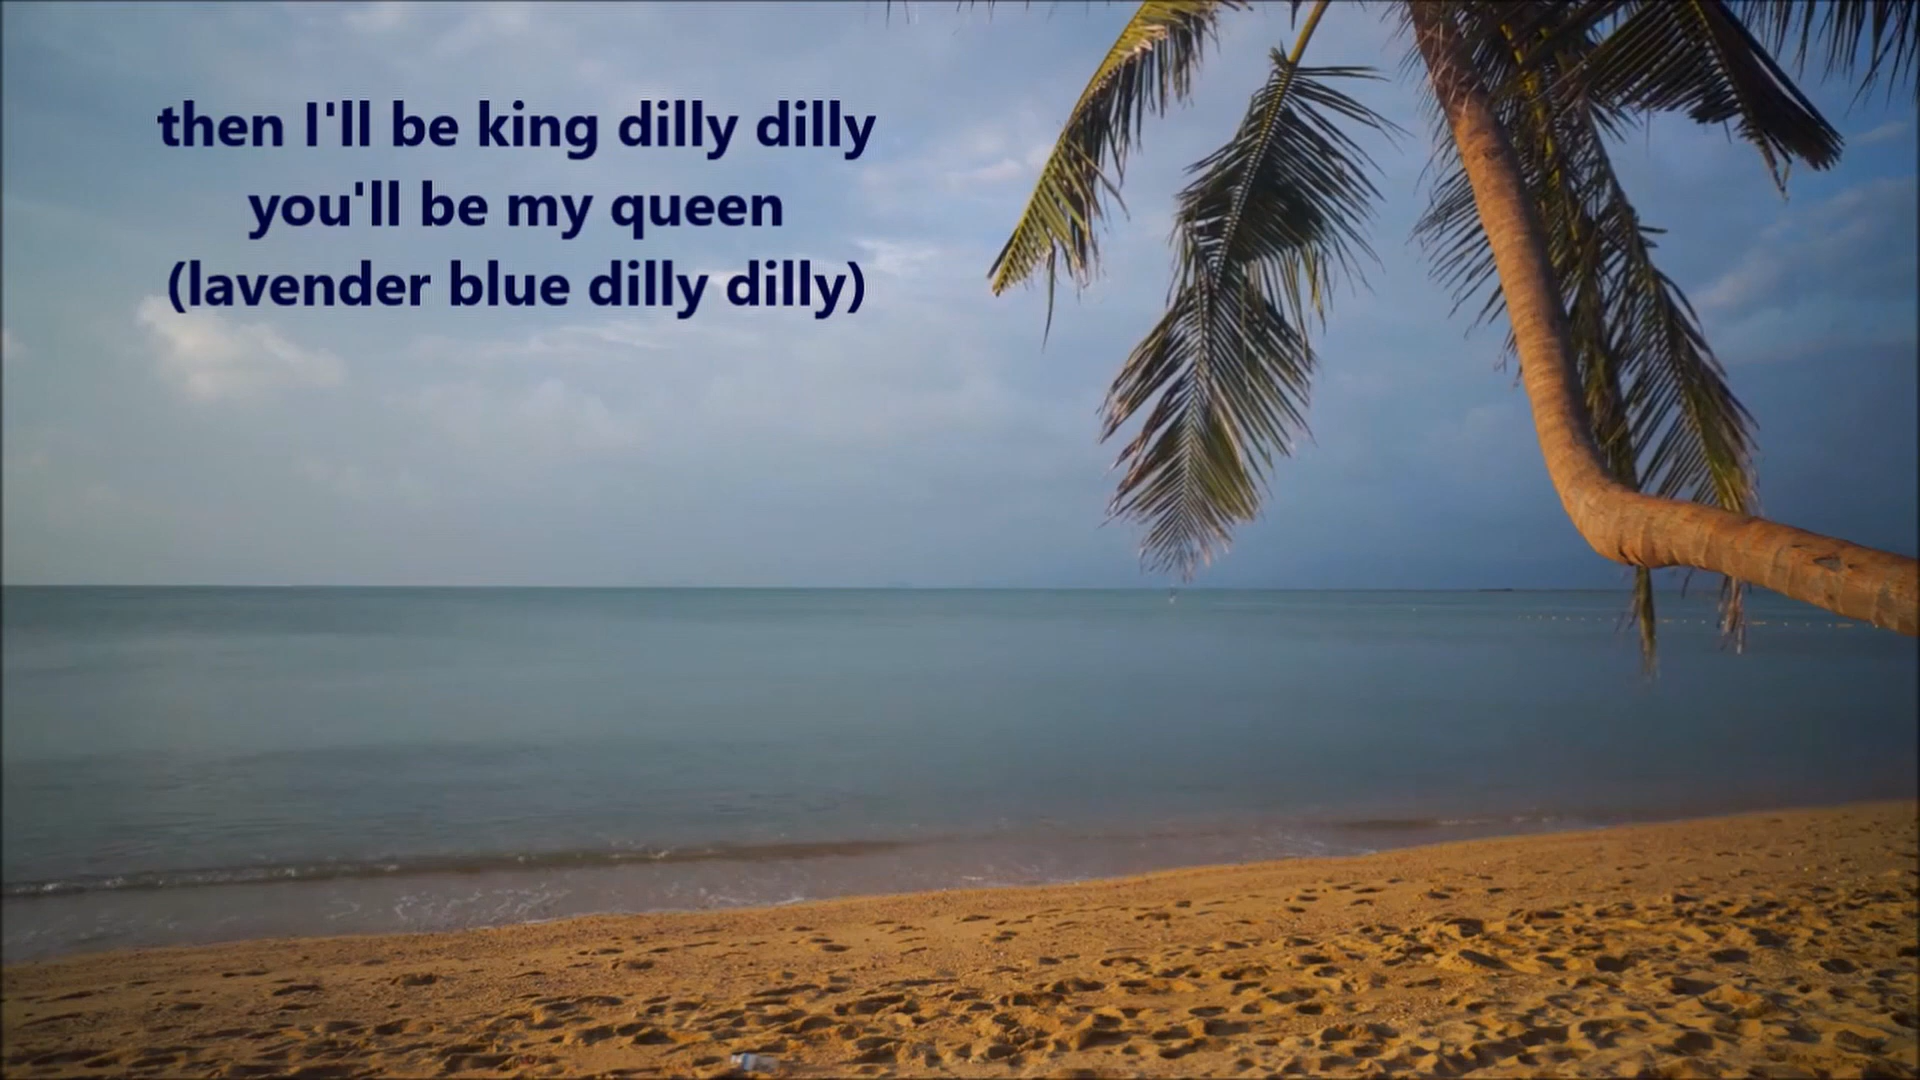 then I'll be king dilly dilly
you'll be my queen
(lavender blue dilly dilly)